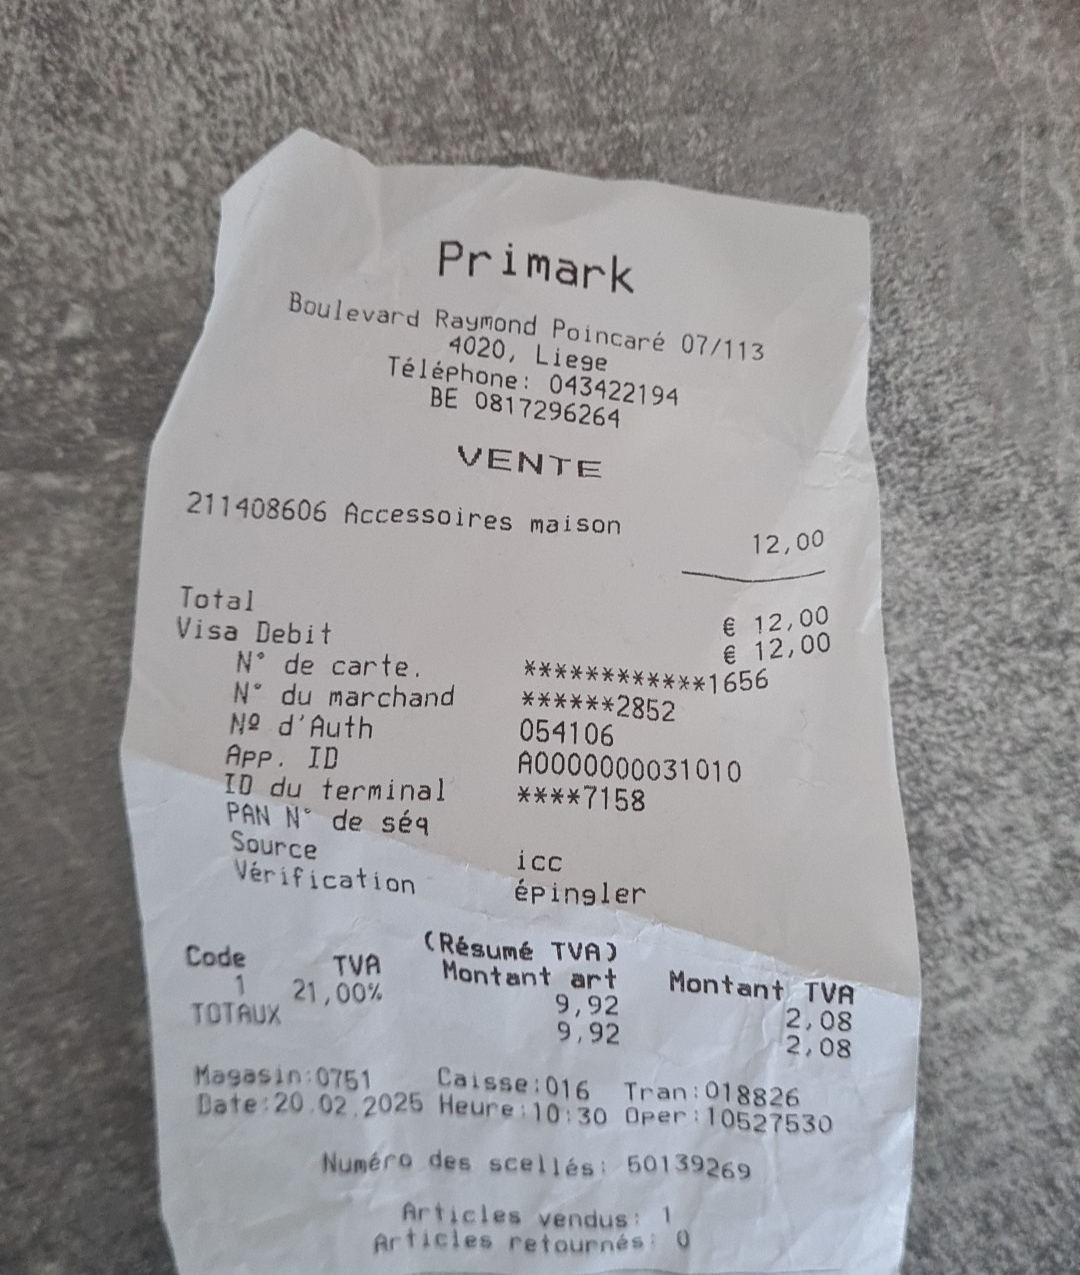 Primark
Boulevard Raymond Poincaré 07/113
4020, Liege
Téléphone: 043422194
BE 0817296264
VENTE
211408606 Accessoires maison 12,00
Total € 12,00
Visa Debit € 12,00
N° de carte. ************1656
N° du marchand ******2852
Nº d'Auth 054106
App. ID A0000000031010
ID du terminal ****7158
PAN N° de séq
Source icc
Vérification épingler
(Résumé TVA)
Code TVA Montant art Montant TVA
1 21,00% 9,92 2,08
TOTAUX 9,92 2,08
Magasin:0751 Caisse:016 Tran:018826
Date:20.02.2025 Heure:10:30 Oper:10527530
Numéro des scellés: 50139269
Articles vendus: 1
Articles retournés: 0